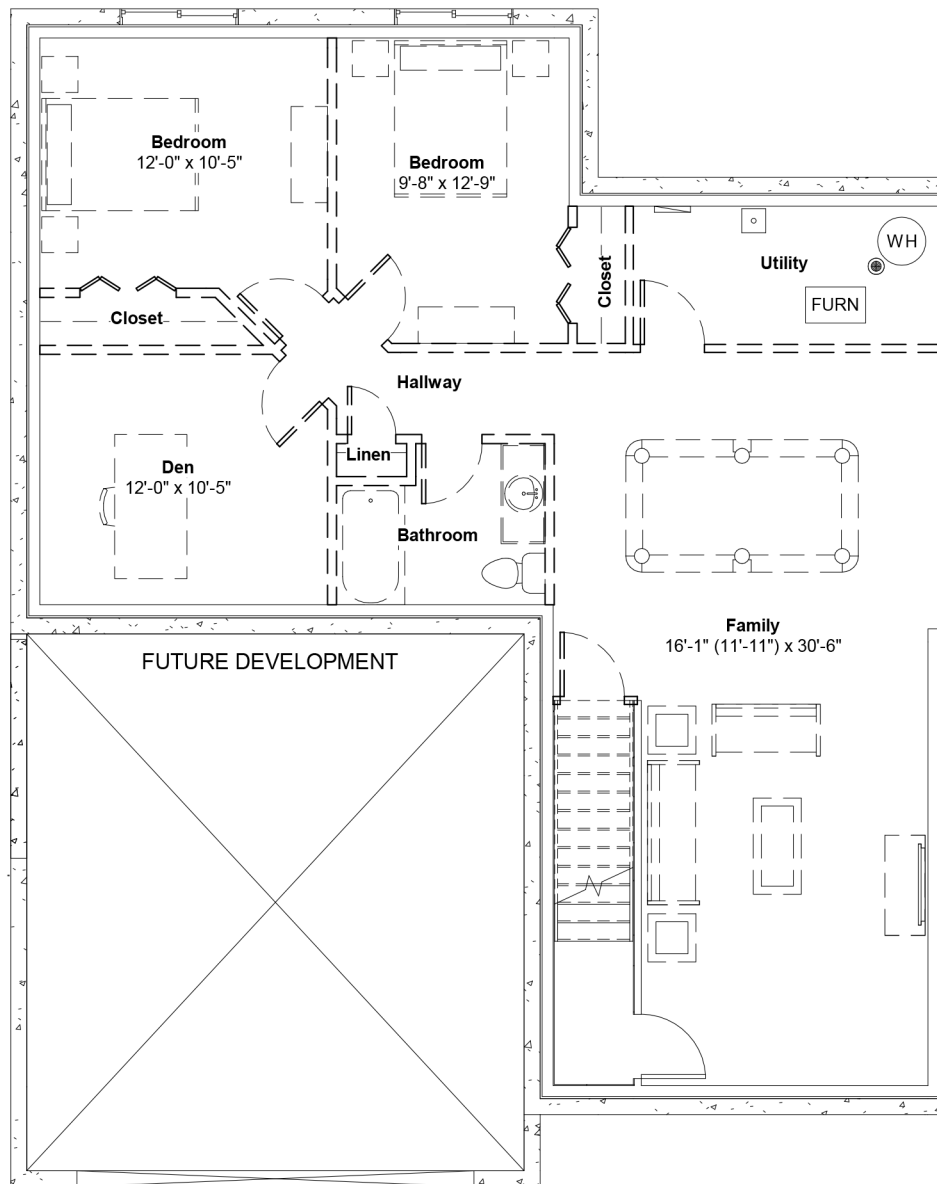 Bedroom
12'-0" x 10'-5"
Bedroom
9'-8" x 12'-9"
WH
Utility
Closet
FURN
Closet
Hallway
Linen
Den
12'-0" x 10'-5"
Bathroom
Family
16'-1" (11'-11") x 30'-6"
FUTURE DEVELOPMENT